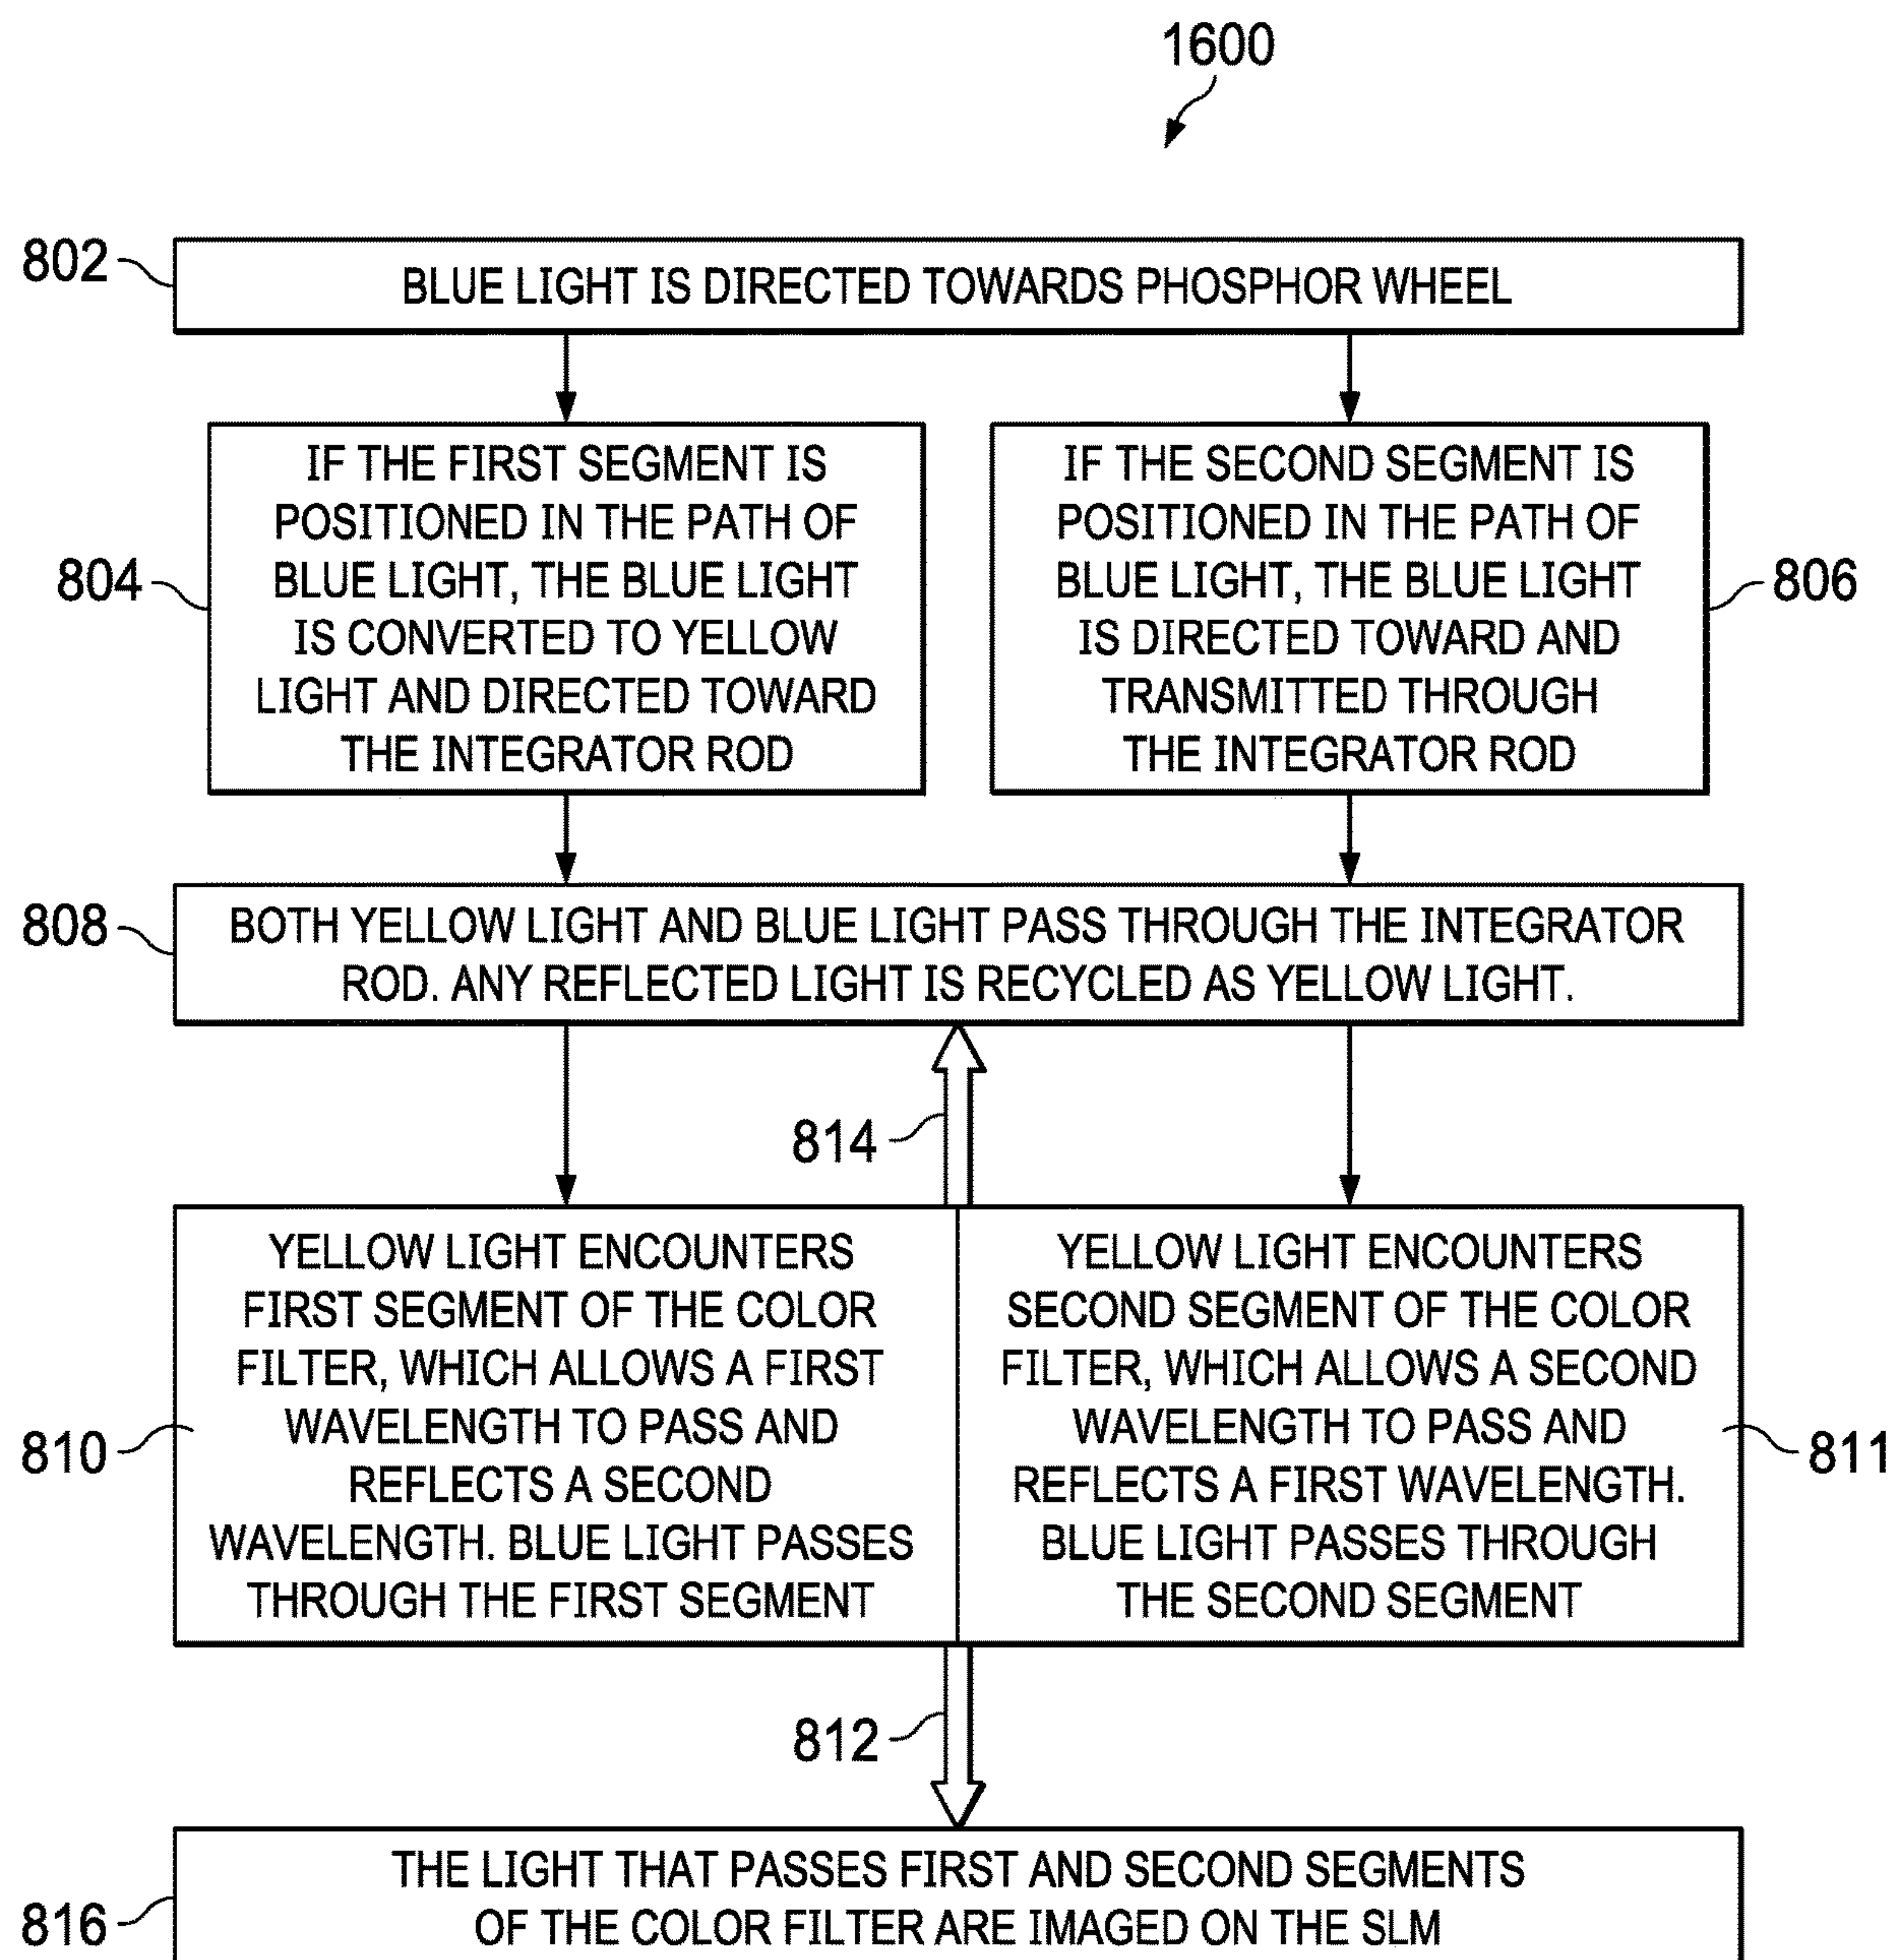 1600
802
BLUE LIGHT IS DIRECTED TOWARDS PHOSPHOR WHEEL
804
IF THE FIRST SEGMENT IS
POSITIONED IN THE PATH OF
BLUE LIGHT, THE BLUE LIGHT
IS CONVERTED TO YELLOW
LIGHT AND DIRECTED TOWARD
THE INTEGRATOR ROD
IF THE SECOND SEGMENT IS
POSITIONED IN THE PATH OF
BLUE LIGHT, THE BLUE LIGHT
IS DIRECTED TOWARD AND
TRANSMITTED THROUGH
THE INTEGRATOR ROD
806
808
BOTH YELLOW LIGHT AND BLUE LIGHT PASS THROUGH THE INTEGRATOR
ROD. ANY REFLECTED LIGHT IS RECYCLED AS YELLOW LIGHT.
814
810
YELLOW LIGHT ENCOUNTERS
FIRST SEGMENT OF THE COLOR
FILTER, WHICH ALLOWS A FIRST
WAVELENGTH TO PASS AND
REFLECTS A SECOND
WAVELENGTH. BLUE LIGHT PASSES
THROUGH THE FIRST SEGMENT
YELLOW LIGHT ENCOUNTERS
SECOND SEGMENT OF THE COLOR
FILTER, WHICH ALLOWS A SECOND
WAVELENGTH TO PASS AND
REFLECTS A FIRST WAVELENGTH.
BLUE LIGHT PASSES THROUGH
THE SECOND SEGMENT
811
812
816
THE LIGHT THAT PASSES FIRST AND SECOND SEGMENTS
OF THE COLOR FILTER ARE IMAGED ON THE SLM